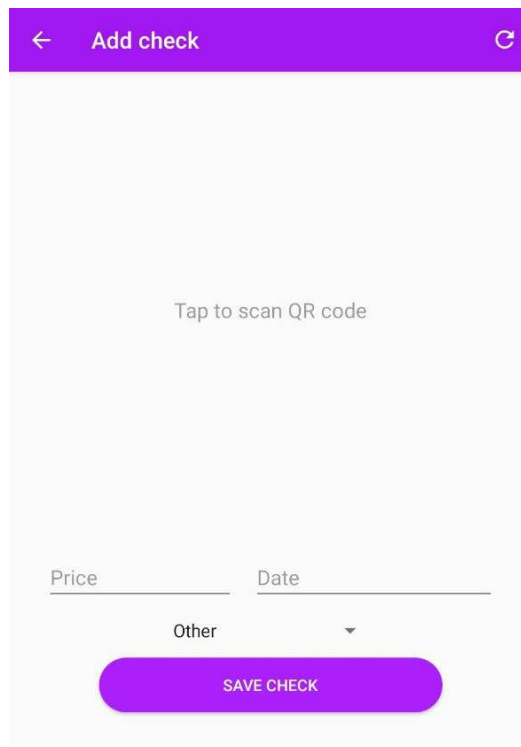 Add check
Tap to scan QR code
Price Date
Other
SAVE CHECK